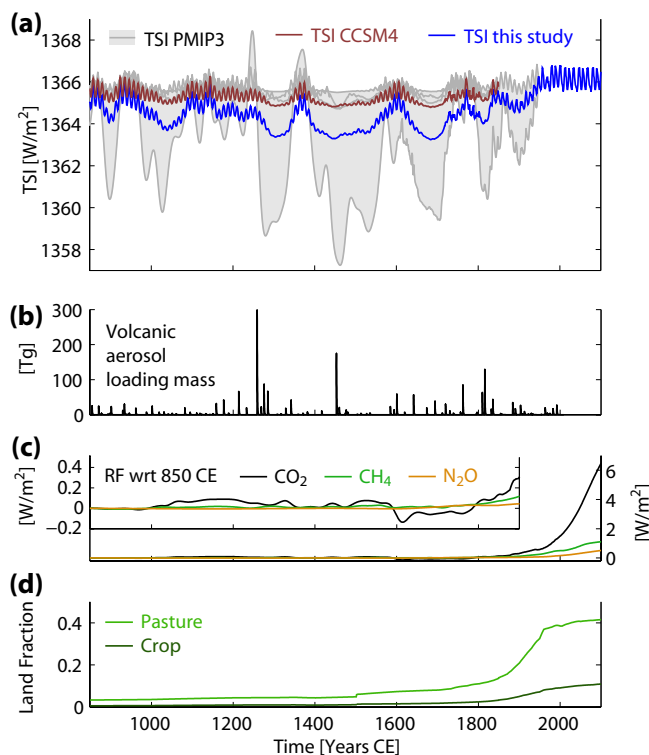 (a)
1368
1366
1364
1362
1360
1358
TSI [W/m²]
TSI PMIP3
TSI CCSM4
TSI this study
(b)
300
200
100
0
[Tg]
Volcanic
aerosol
loading mass
(c)
0.4
0.2
0
−0.2
[W/m²]
RF wrt 850 CE
CO₂
CH₄
N₂O
6
4
2
0
[W/m²]
(d)
0.4
0.2
0
Land Fraction
Pasture
Crop
1000 1200 1400 1600 1800 2000
Time [Years CE]